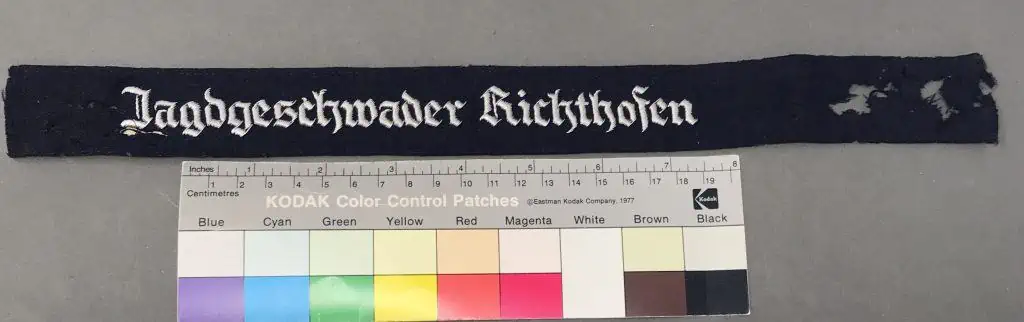 Jagdgeschwader Richthofen
Inches 1 2 3 4 5 6 7 8
Centimetres 1 2 3 4 5 6 7 8 9 10 11 12 13 14 15 16 17 18 19
KODAK Color Control Patches ©Eastman Kodak Company, 1977 Kodak
Blue Cyan Green Yellow Red Magenta White Brown Black